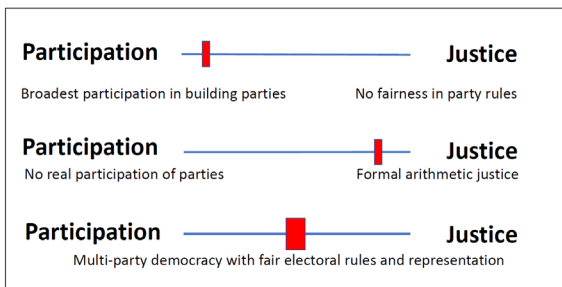 Participation Justice
Broadest participation in building parties No fairness in party rules
Participation Justice
No real participation of parties Formal arithmetic justice
Participation Justice
Multi-party democracy with fair electoral rules and representation